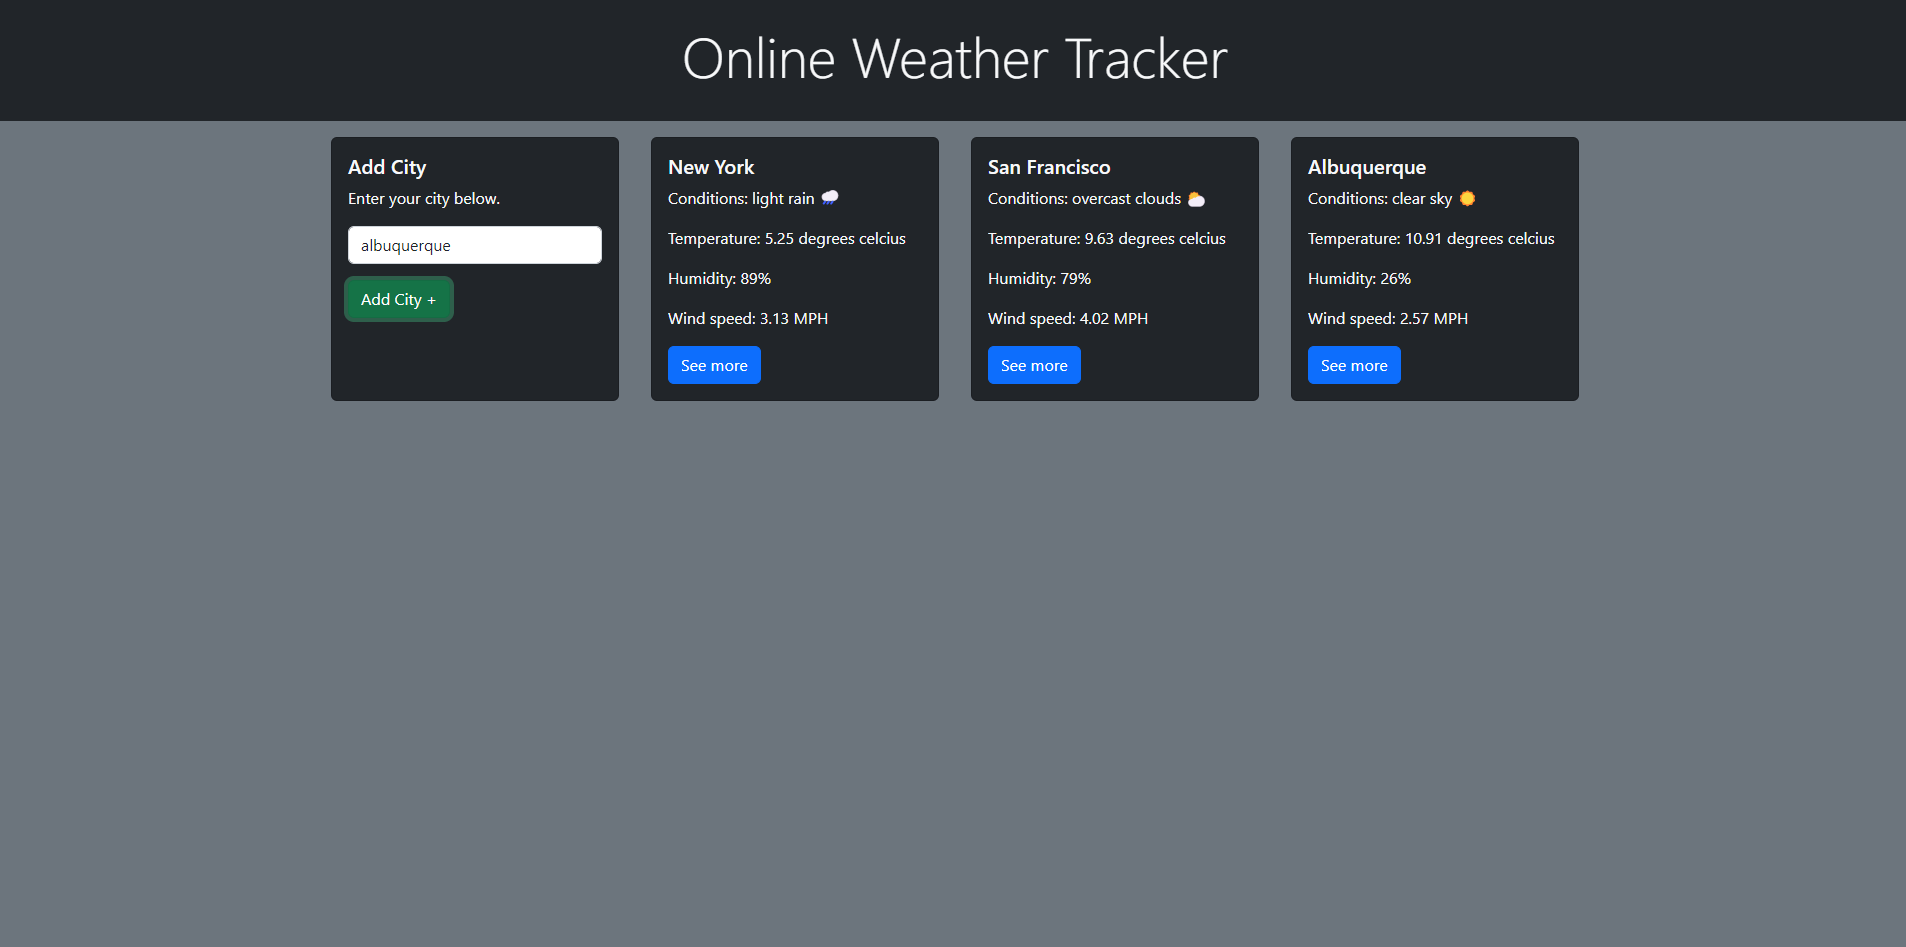 Online Weather Tracker
Add City
Enter your city below.
albuquerque
Add City +
New York
Conditions: light rain 🌧️
Temperature: 5.25 degrees celcius
Humidity: 89%
Wind speed: 3.13 MPH
See more
San Francisco
Conditions: overcast clouds 🌥️
Temperature: 9.63 degrees celcius
Humidity: 79%
Wind speed: 4.02 MPH
See more
Albuquerque
Conditions: clear sky ☀️
Temperature: 10.91 degrees celcius
Humidity: 26%
Wind speed: 2.57 MPH
See more